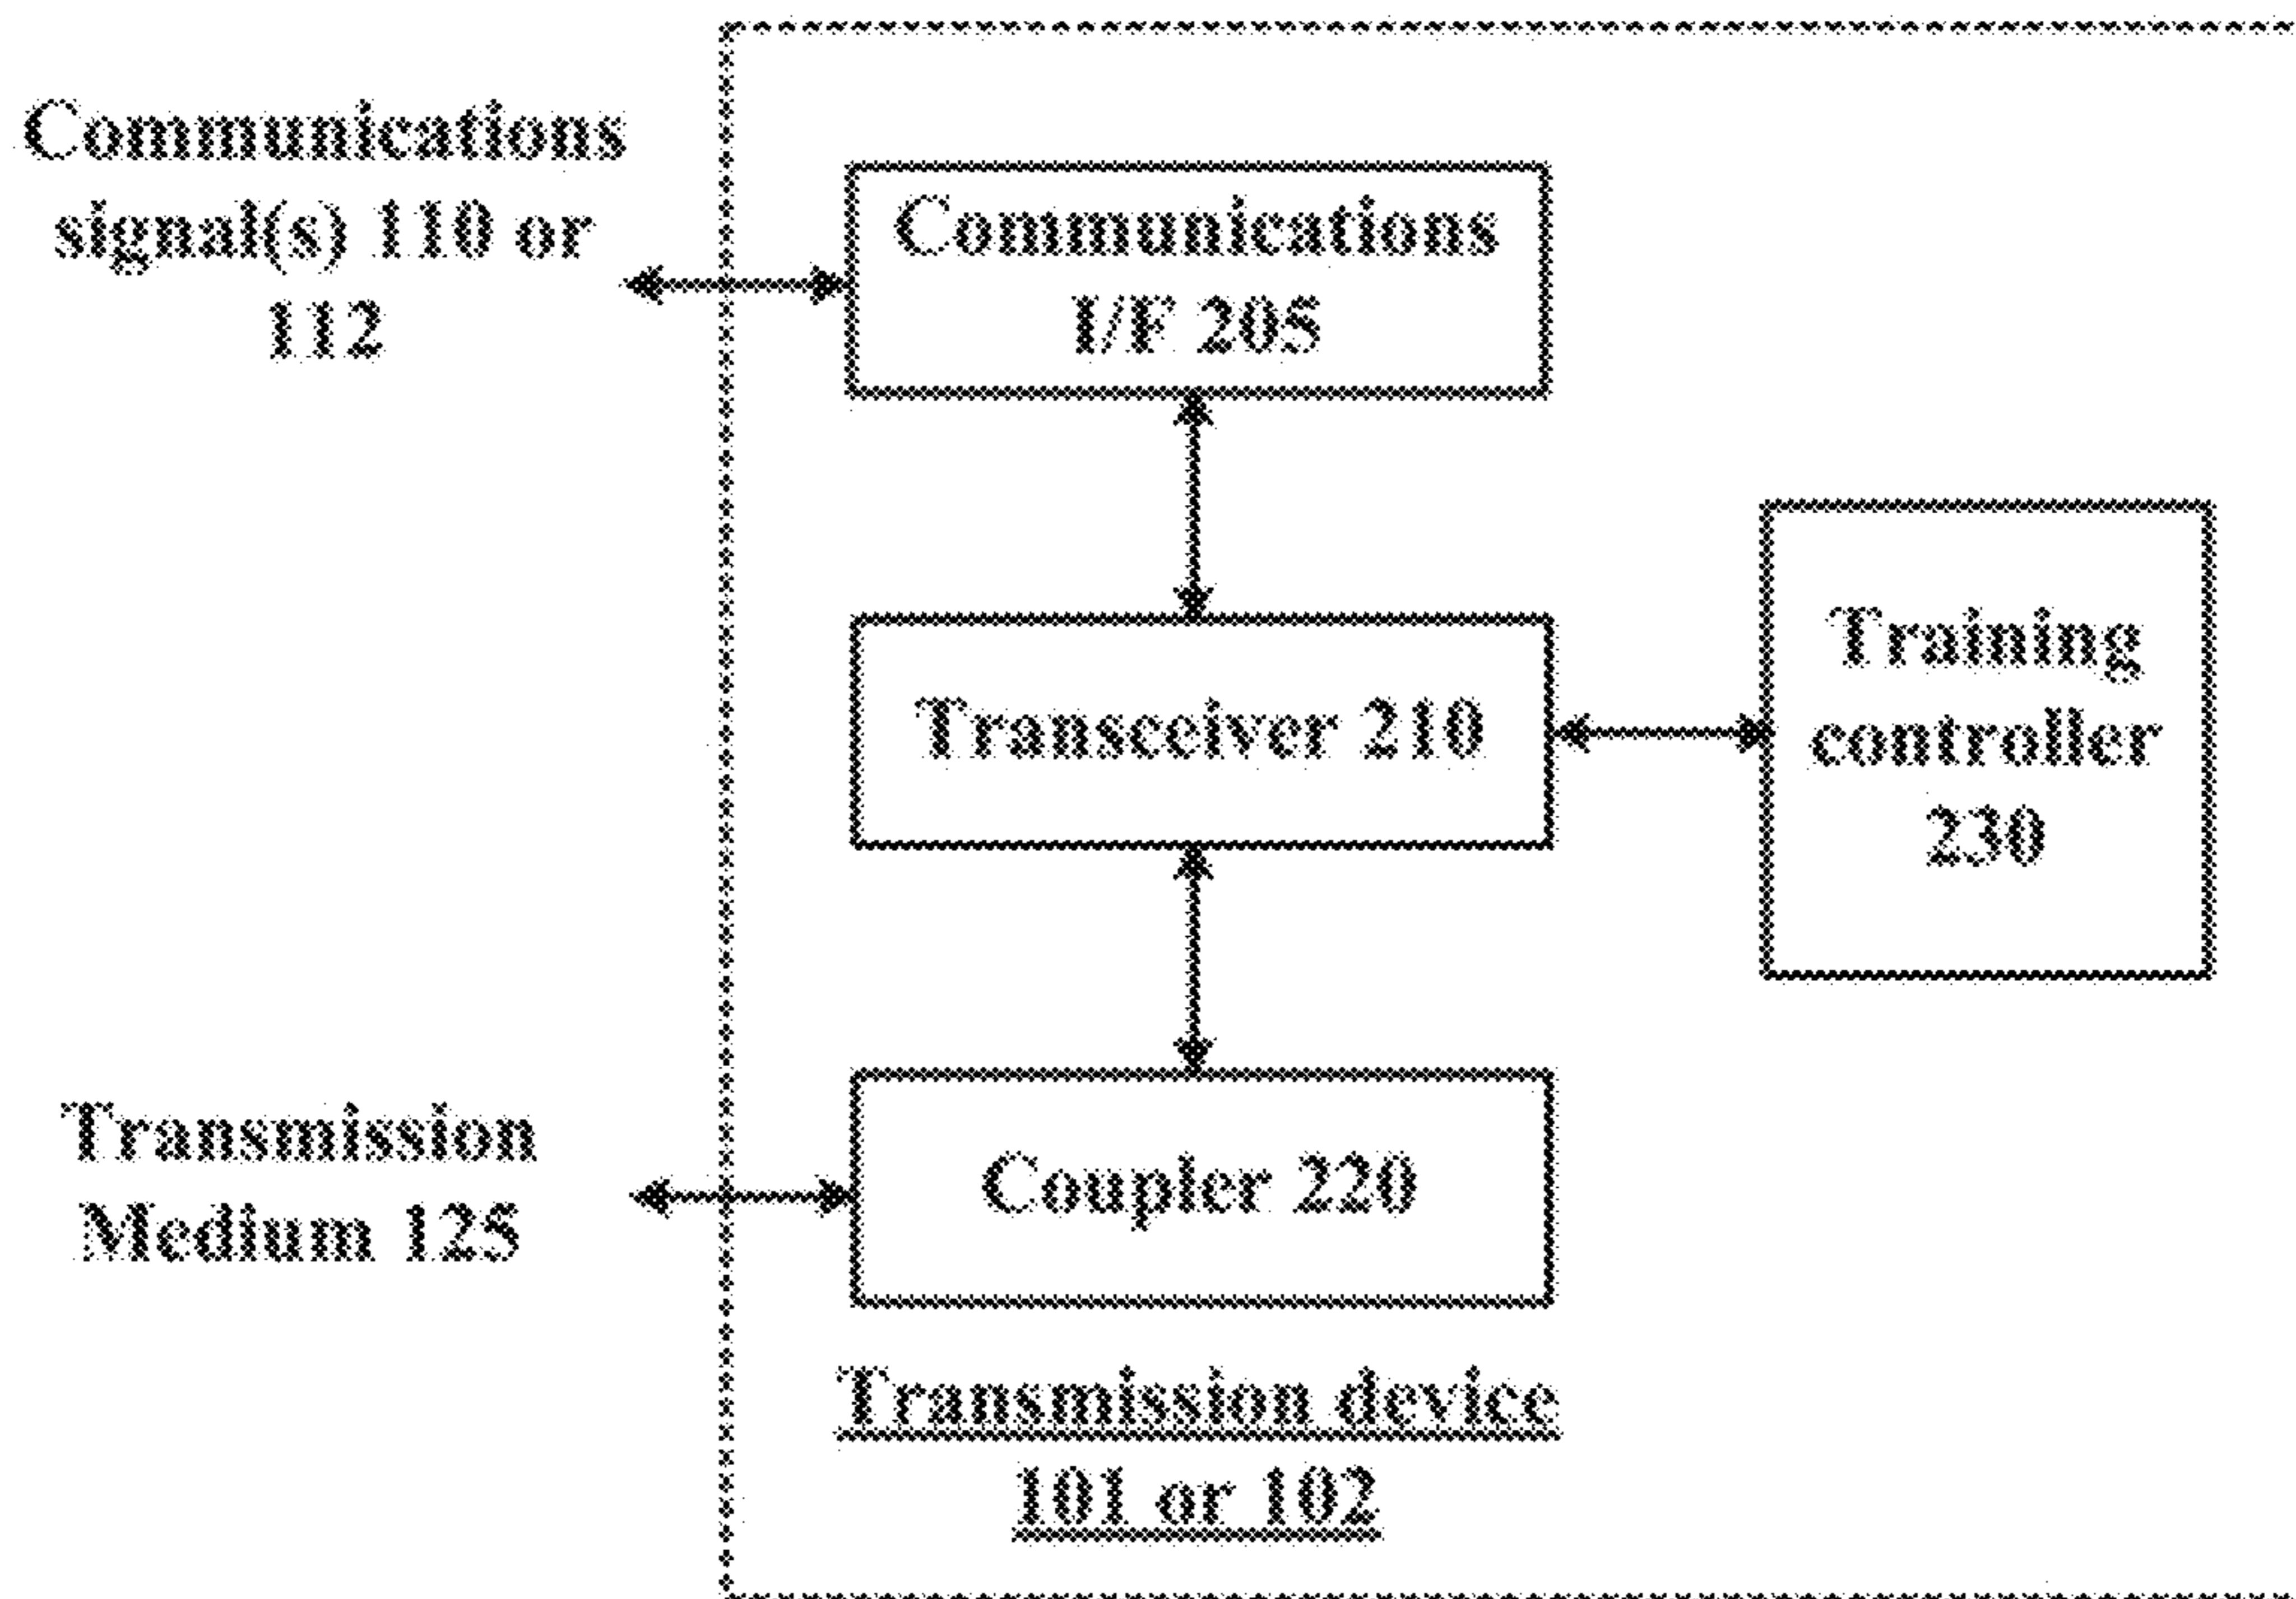 Communications
signal(s) 110 or
112
Communications
I/F 205
Transceiver 210
Training
controller
230
Transmission
Medium 125
Coupler 220
Transmission device
101 or 102